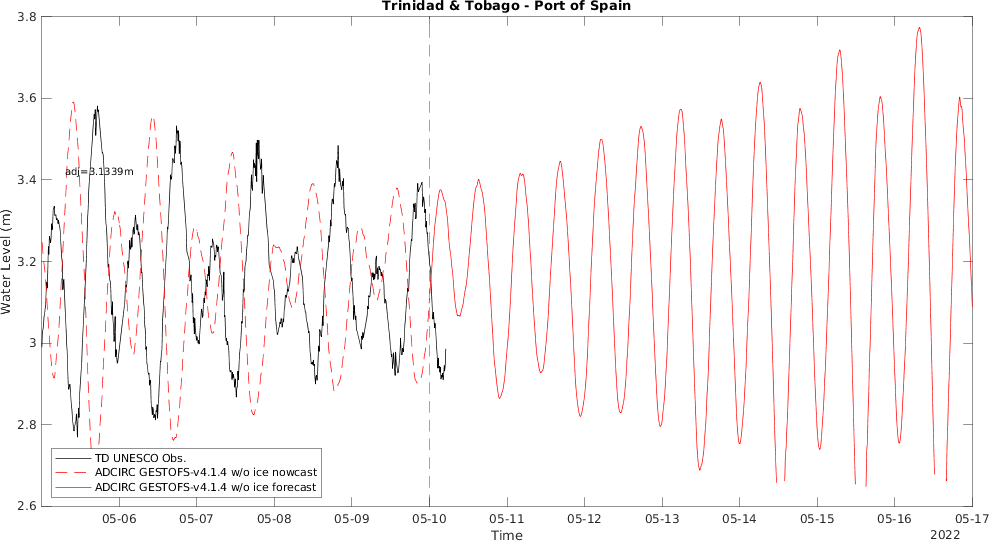 Trinidad & Tobago - Port of Spain
3.8
3.6
3.4
3.2
3
2.8
2.6
Water Level (m)
adj=3.1339m
TD UNESCO Obs.
ADCIRC GESTOFS-v4.1.4 w/o ice nowcast
ADCIRC GESTOFS-v4.1.4 w/o ice forecast
05-06 05-07 05-08 05-09 05-10 05-11 05-12 05-13 05-14 05-15 05-16 05-17
Time
2022